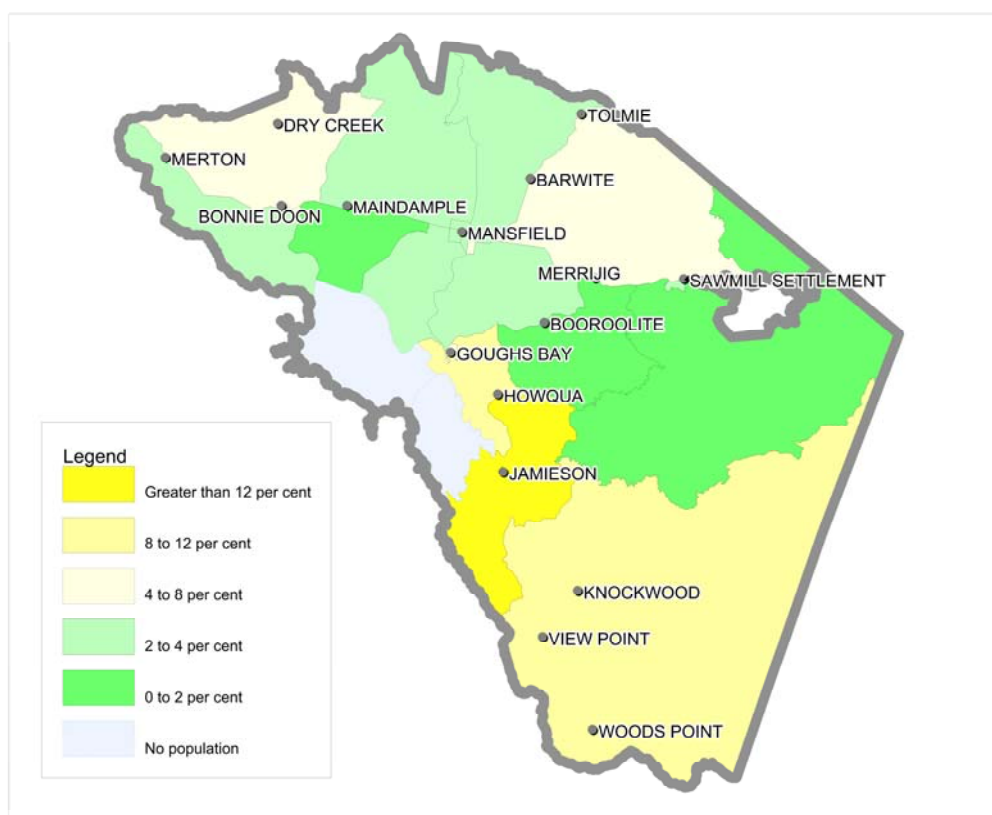 TOLMIE
DRY CREEK
MERTON
BARWITE
BONNIE DOON
MAINDAMPLE
MANSFIELD
MERRIJIG
SAWMILL SETTLEMENT
BOOROOLITE
GOUGHS BAY
HOWQUA
JAMIESON
KNOCKWOOD
VIEW POINT
WOODS POINT
Legend
Greater than 12 per cent
8 to 12 per cent
4 to 8 per cent
2 to 4 per cent
0 to 2 per cent
No population